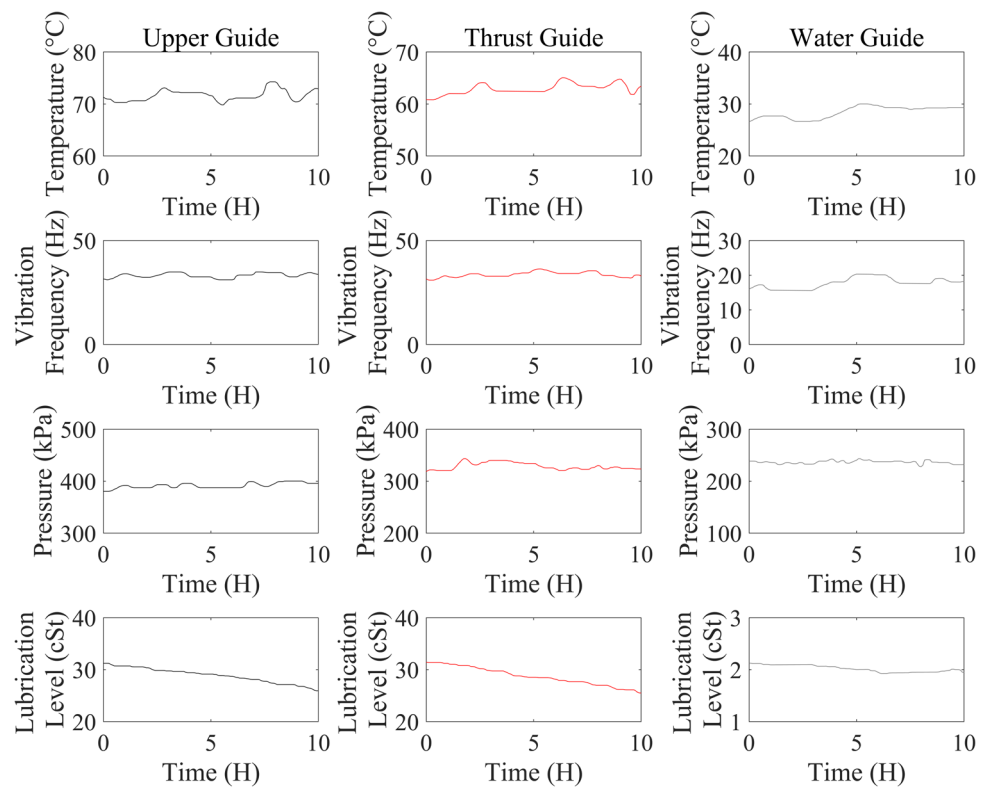 Upper Guide
Thrust Guide
Water Guide
Temperature (°C)
80
70
60
0
5
10
Time (H)
Temperature (°C)
70
60
50
0
5
10
Time (H)
Temperature (°C)
40
30
20
0
5
10
Time (H)
Vibration
Frequency (Hz)
50
0
0
5
10
Time (H)
Vibration
Frequency (Hz)
50
0
0
5
10
Time (H)
Vibration
Frequency (Hz)
30
20
10
0
0
5
10
Time (H)
Pressure (kPa)
500
400
300
0
5
10
Time (H)
Pressure (kPa)
400
300
200
0
5
10
Time (H)
Pressure (kPa)
300
200
100
0
5
10
Time (H)
Lubrication
Level (cSt)
40
30
20
0
5
10
Time (H)
Lubrication
Level (cSt)
40
30
20
0
5
10
Time (H)
Lubrication
Level (cSt)
3
2
1
0
5
10
Time (H)